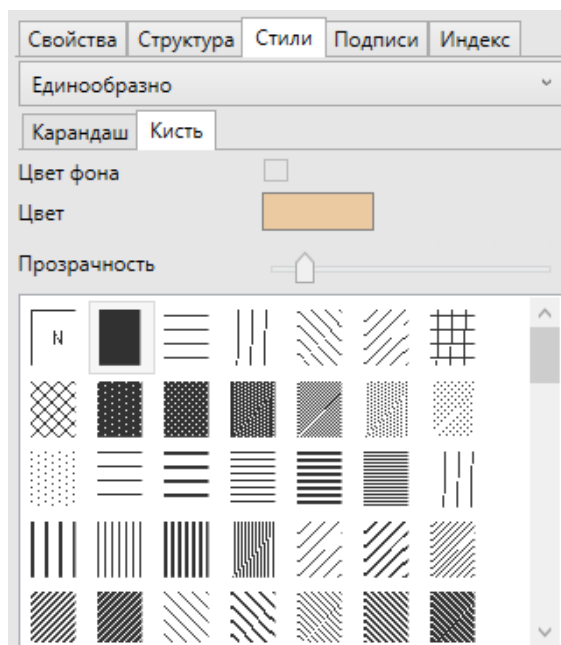 Свойства Структура Стили Подписи Индекс
Единообразно
Карандаш Кисть
Цвет фона
Цвет
Прозрачность
N